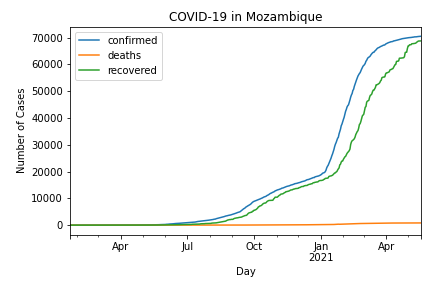 COVID-19 in Mozambique
confirmed
deaths
recovered
Number of Cases
70000
60000
50000
40000
30000
20000
10000
0
Apr
Jul
Oct
Jan
2021
Apr
Day